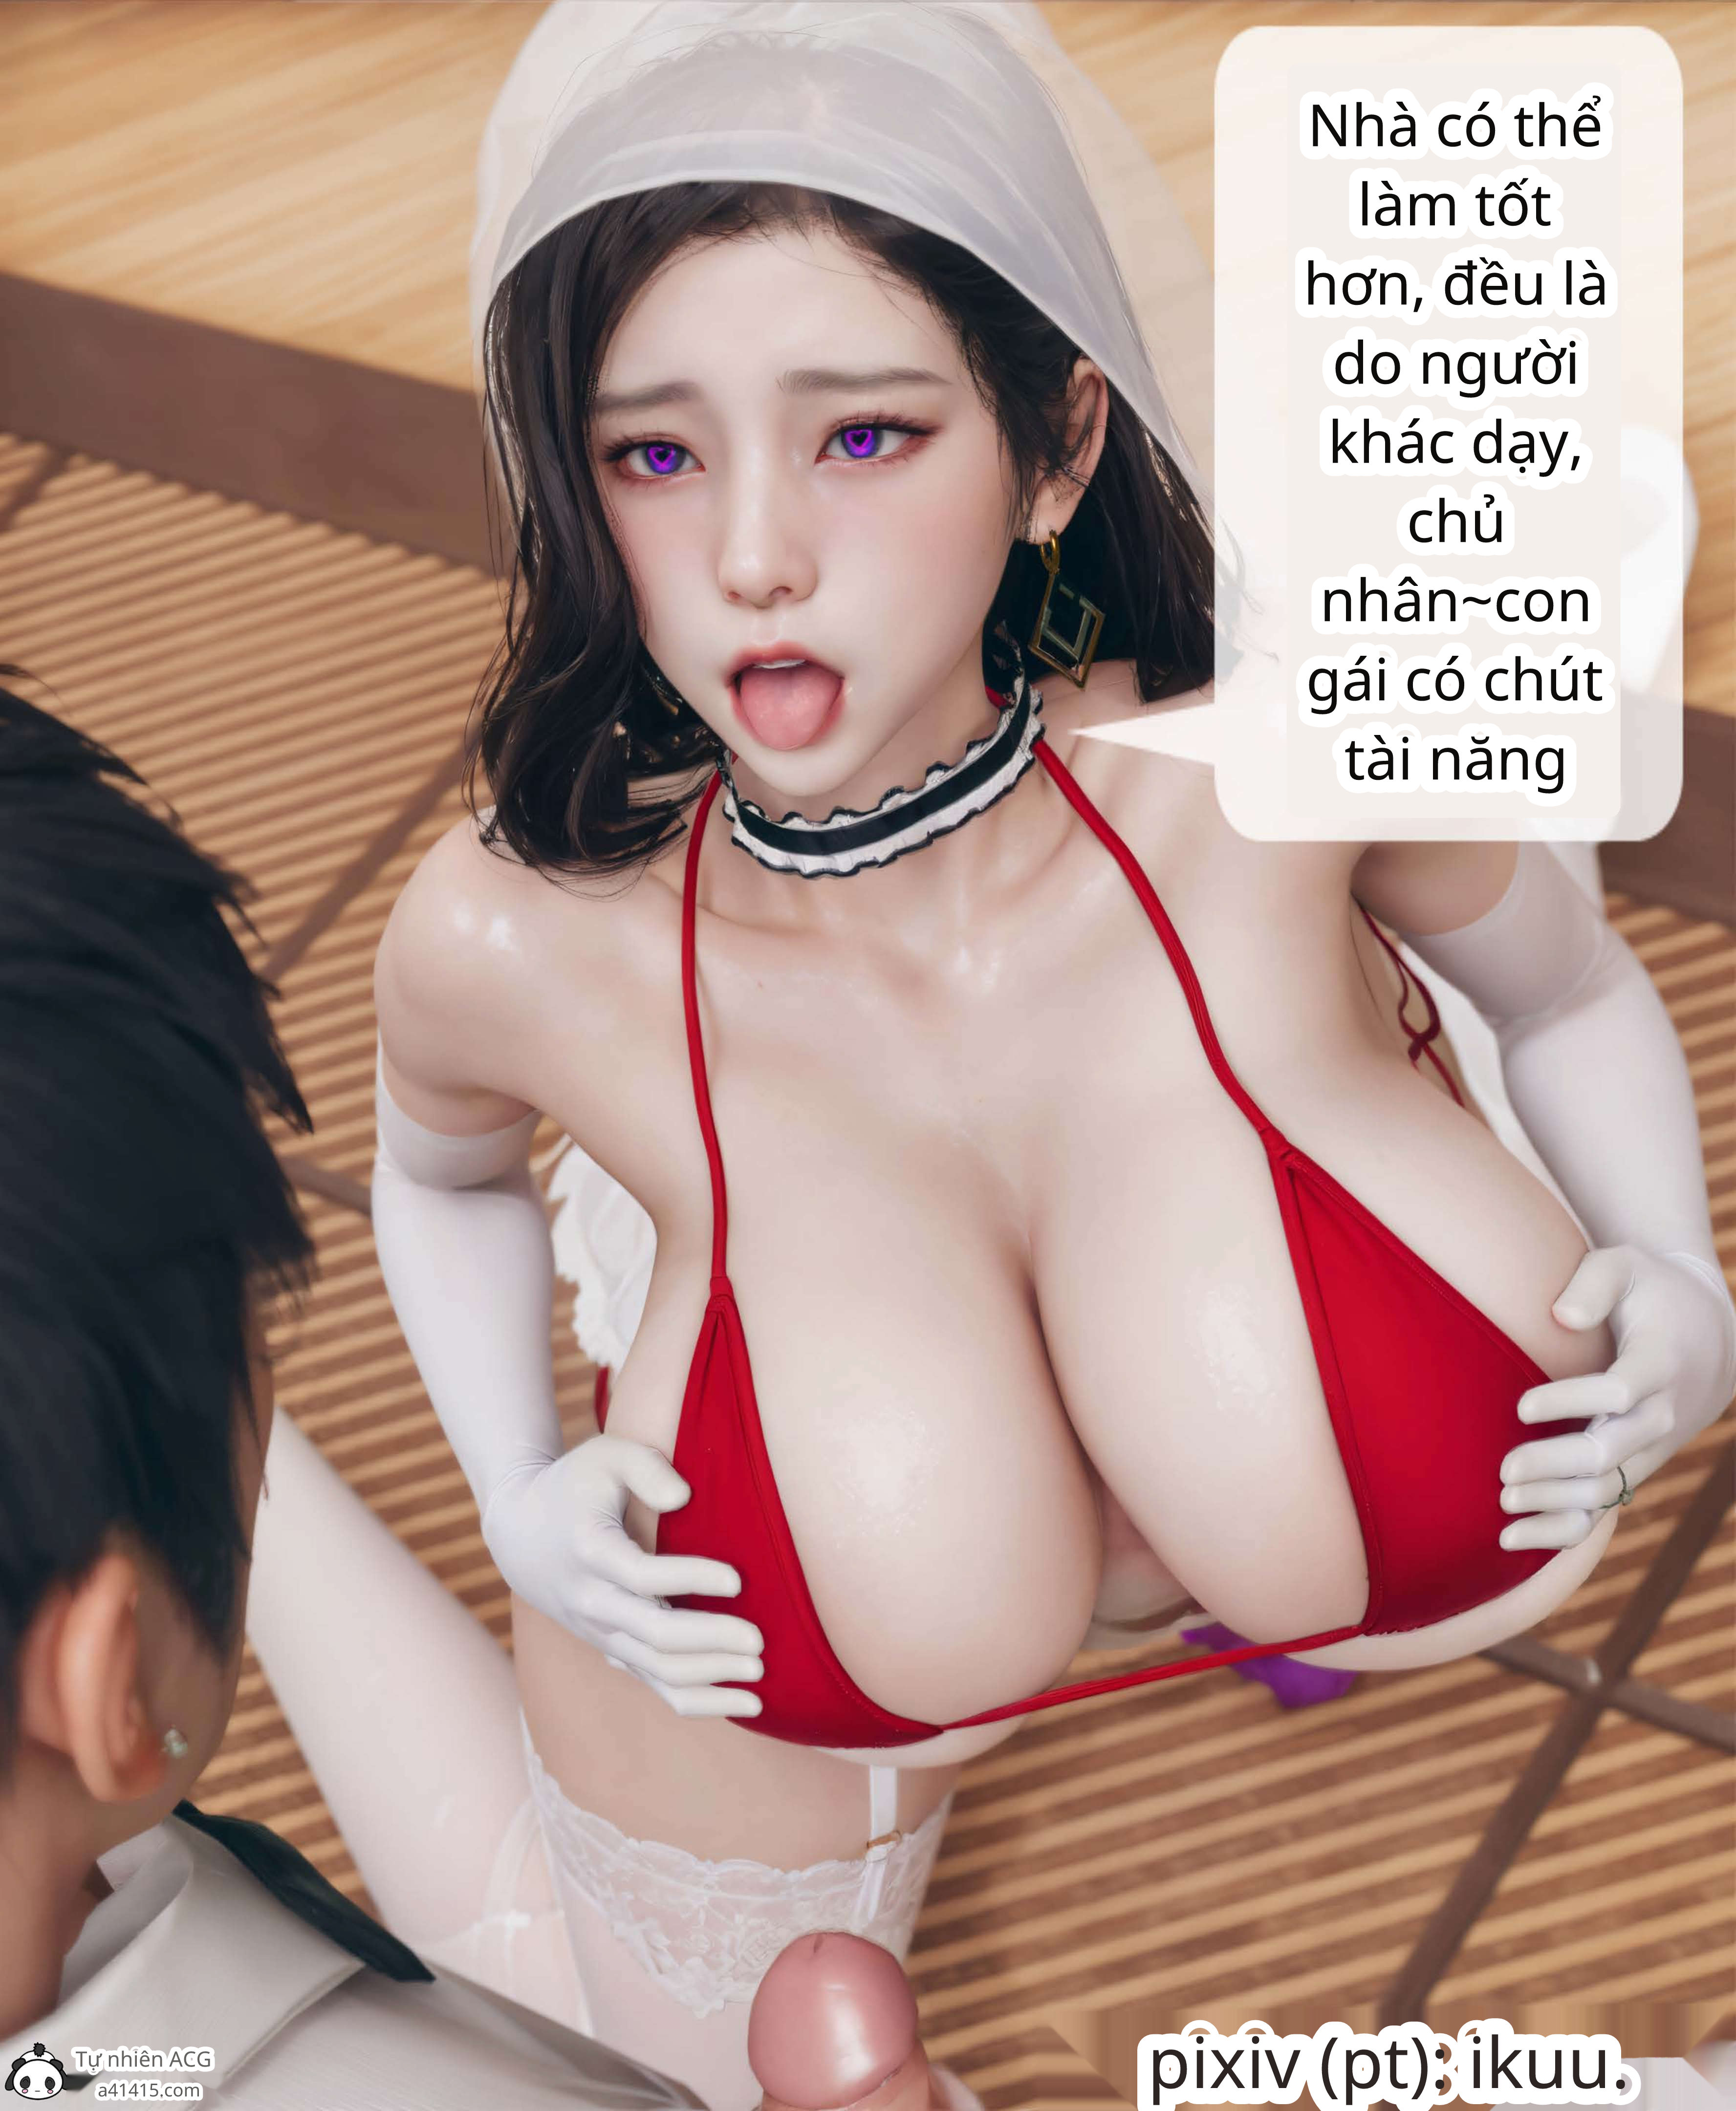 Nhà có thể
làm tốt
hơn, đều là
do người
khác dạy,
chủ
nhân~con
gái có chút
tài năng
Tự nhiên ACG
a41415.com
pixiv (pt): ikuu.